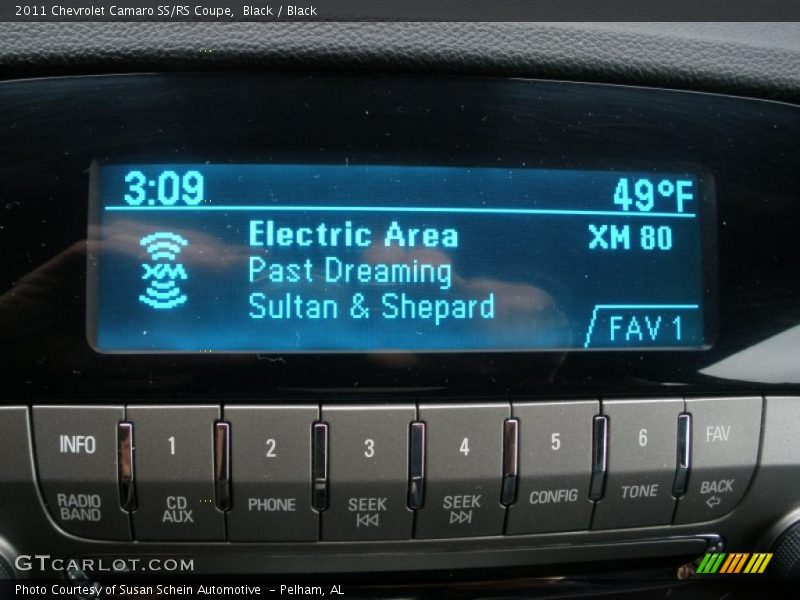 2011 Chevrolet Camaro SS/RS Coupe, Black / Black
3:09 49°F
Electric Area XM 80
XM
Past Dreaming
Sultan & Shepard
FAV 1
INFO 1 2 3 4 5 6 FAV
RADIO BAND CD AUX PHONE SEEK SEEK CONFIG TONE BACK
GTCARLOT.COM
Photo Courtesy of Susan Schein Automotive - Pelham, AL